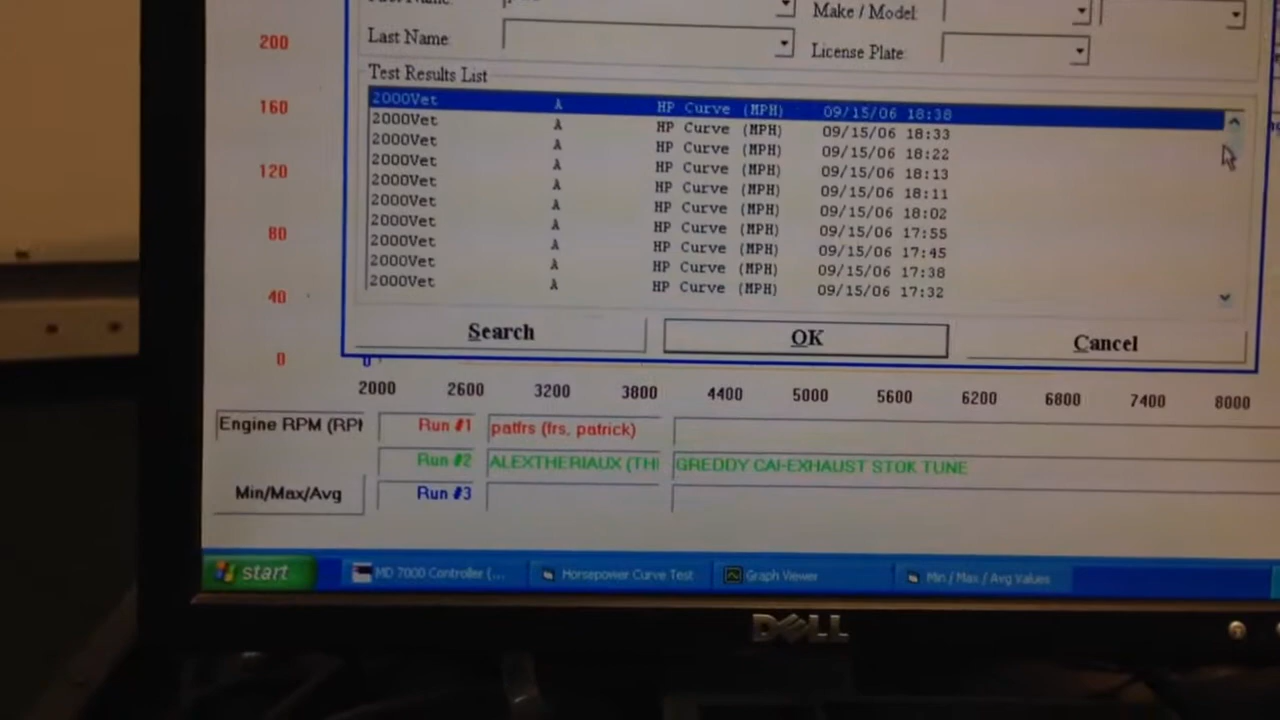 Make / Model
200
Last Name
License Plate
Test Results List
160
2000Vet A HP Curve (MPH) 09/15/06 18:38
2000Vet A HP Curve (MPH) 09/15/06 18:33
2000Vet A HP Curve (MPH) 09/15/06 18:22
2000Vet A HP Curve (MPH) 09/15/06 18:13
120
2000Vet A HP Curve (MPH) 09/15/06 18:11
2000Vet A HP Curve (MPH) 09/15/06 18:02
80
2000Vet A HP Curve (MPH) 09/15/06 17:55
2000Vet A HP Curve (MPH) 09/15/06 17:45
2000Vet A HP Curve (MPH) 09/15/06 17:38
40
2000Vet A HP Curve (MPH) 09/15/06 17:32
Search OK Cancel
0
0
2000 2600 3200 3800 4400 5000 5600 6200 6800 7400 8000
Engine RPM (RPM Run #1 patfrs (frs, patrick)
Run #2 ALEXTHERIAUX (TH GREDDY CAI-EXHAUST STOK TUNE
Min/Max/Avg Run #3
start MD 7000 Controller (... Horsepower Curve Test Graph Viewer Min / Max / Avg Values
DELL